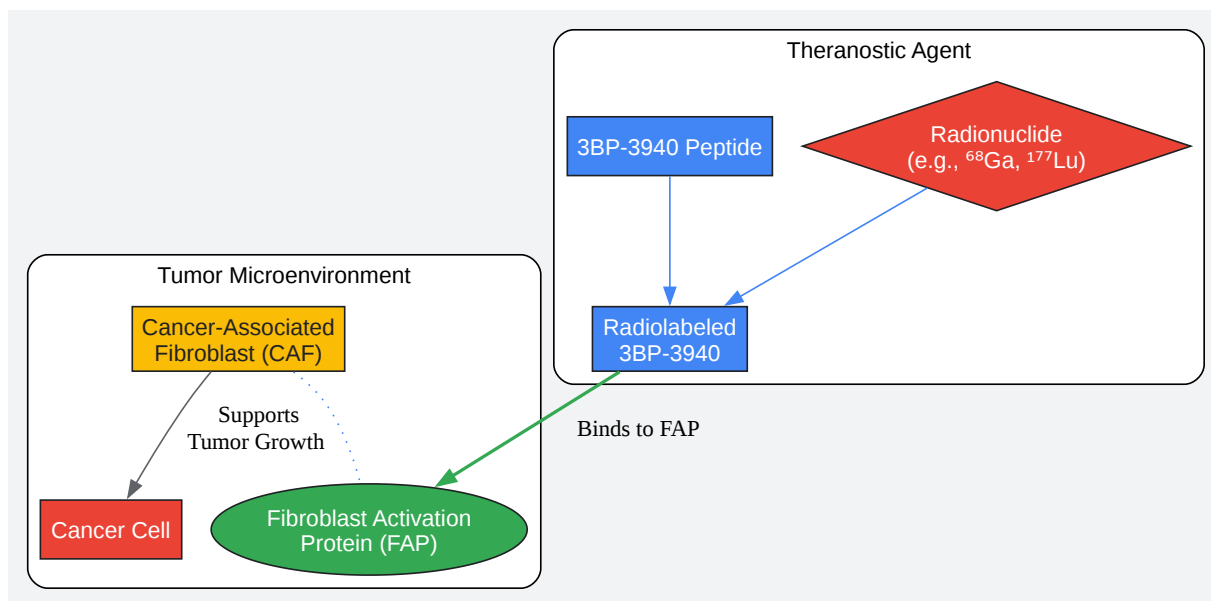 Theranostic Agent
3BP-3940 Peptide
Radionuclide
(e.g., ⁶⁸Ga, ¹⁷⁷Lu)
Radiolabeled
3BP-3940
Binds to FAP
Tumor Microenvironment
Cancer-Associated
Fibroblast (CAF)
Supports
Tumor Growth
Cancer Cell
Fibroblast Activation
Protein (FAP)